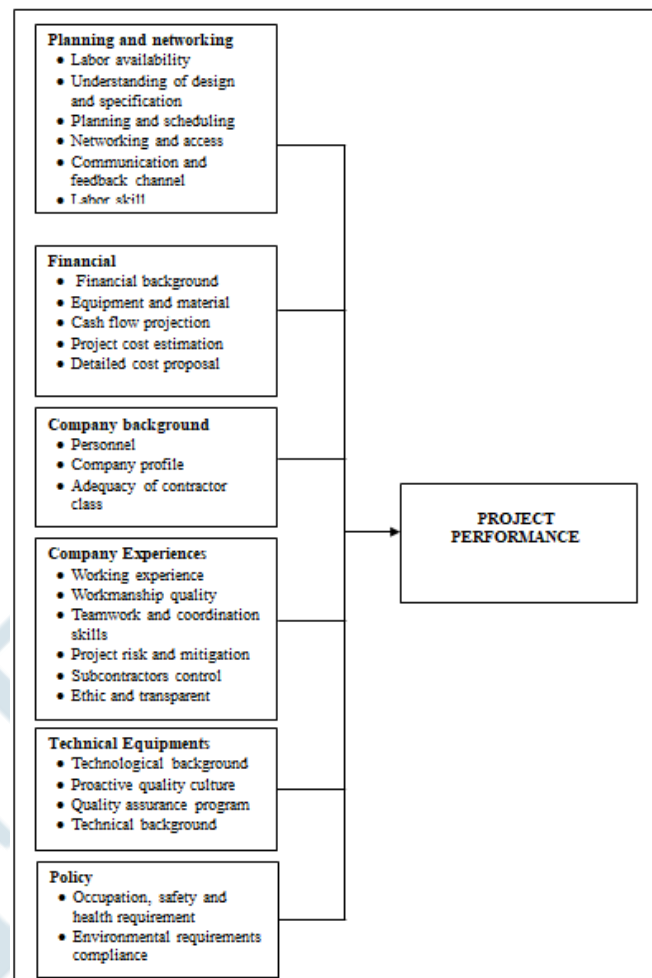 Planning and networking
• Labor availability
• Understanding of design
and specification
• Planning and scheduling
• Networking and access
• Communication and
feedback channel
• Labor skill
Financial
• Financial background
• Equipment and material
• Cash flow projection
• Project cost estimation
• Detailed cost proposal
Company background
• Personnel
• Company profile
• Adequacy of contractor
class
Company Experiences
• Working experience
• Workmanship quality
• Teamwork and coordination
skills
• Project risk and mitigation
• Subcontractors control
• Ethic and transparent
Technical Equipments
• Technological background
• Proactive quality culture
• Quality assurance program
• Technical background
Policy
• Occupation, safety and
health requirement
• Environmental requirements
compliance
PROJECT
PERFORMANCE